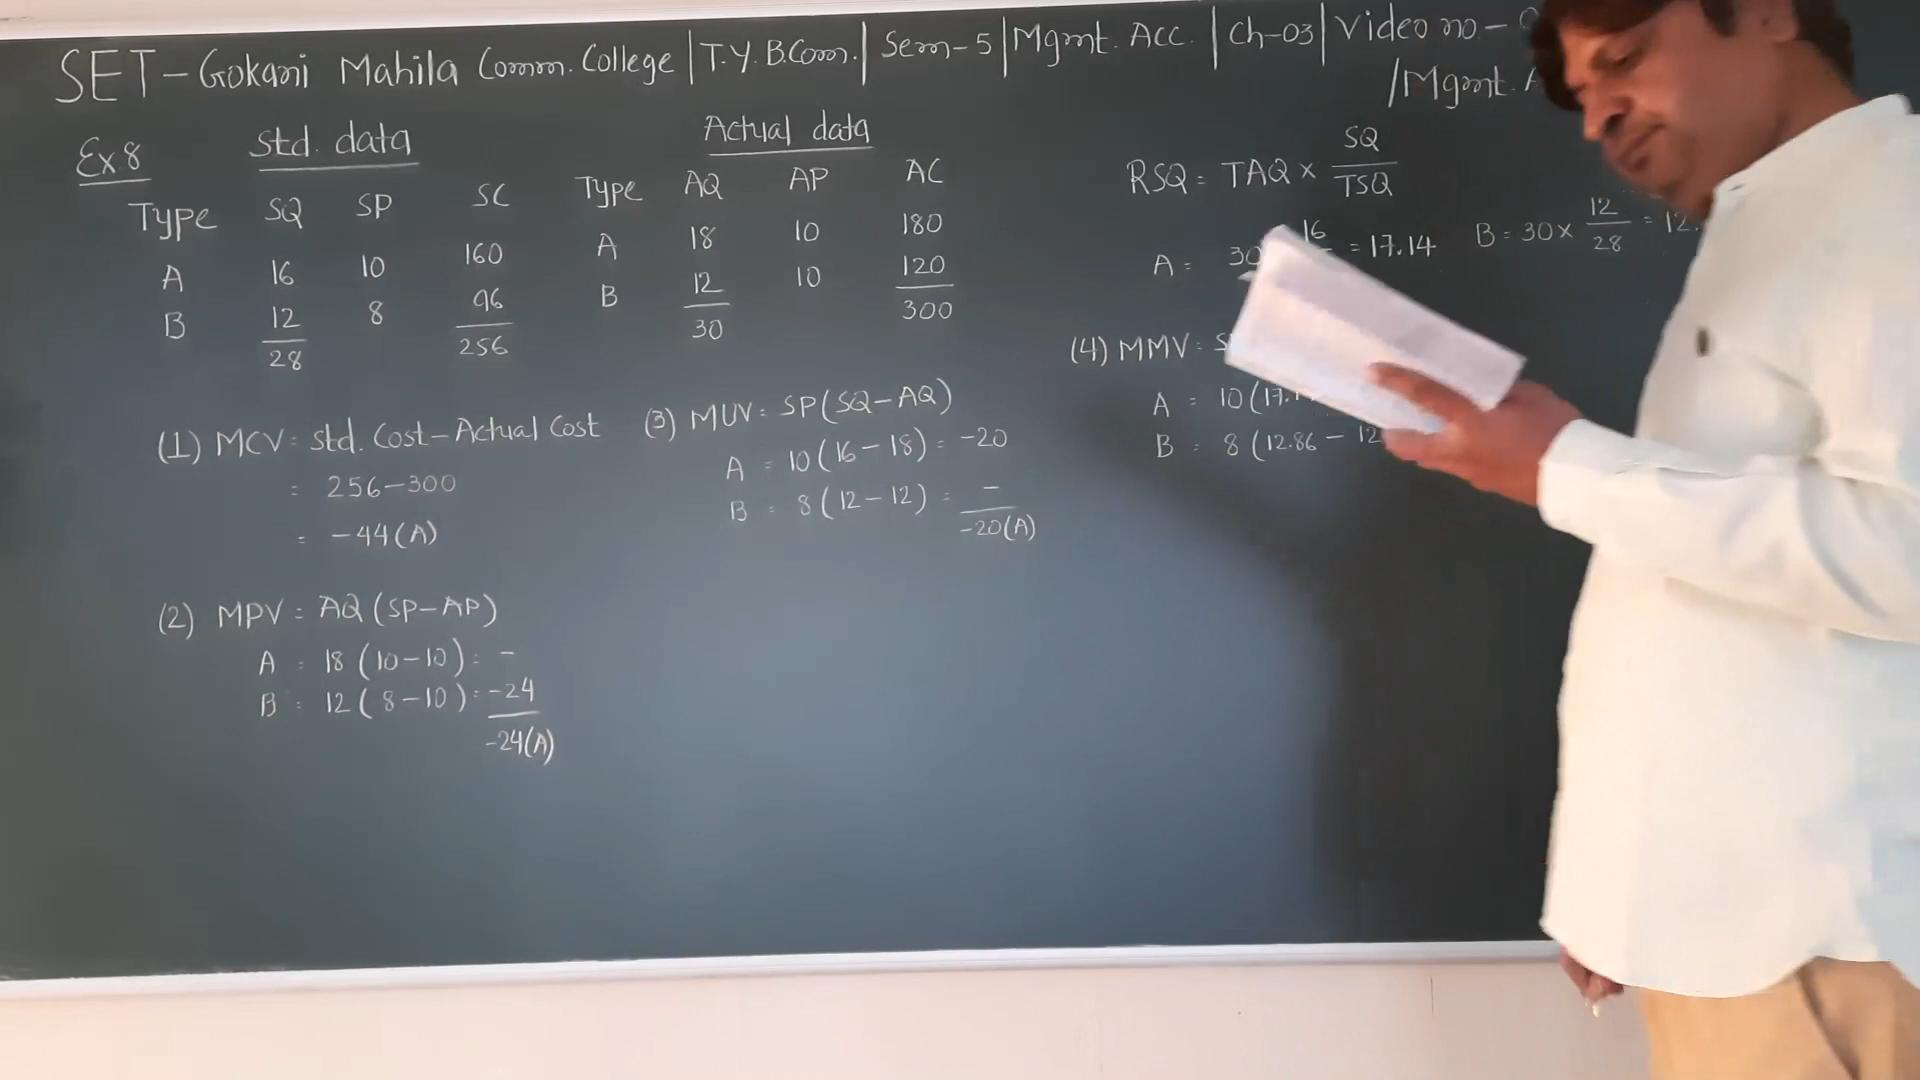 SET-Gokani Mahila Comm. College | T.Y. B.Com. | Sem-5 | Mgmt. Acc. | Ch-03 | Video no-
/Mgmt.
Ex.8
Std. data
Type SQ SP SC
A 16 10 160
B 12 8 96
28 256
Actual data
Type AQ AP AC
A 18 10 180
B 12 10 120
30 300
(1) MCV = Std. Cost-Actual Cost
= 256-300
= -44(A)
(2) MPV = AQ(SP-AP)
A = 18 (10-10) = -
B = 12 (8-10) = -24
-24(A)
(3) MUV = SP(SQ-AQ)
A = 10(16-18) = -20
B = 8(12-12) = -
-20(A)
RSQ = TAQ × SQ/TSQ
A = 30 16 = 17.14
B = 30 × 12/28 = 12.
(4) MMV =
A = 10(17.
B = 8(12.86 - 12